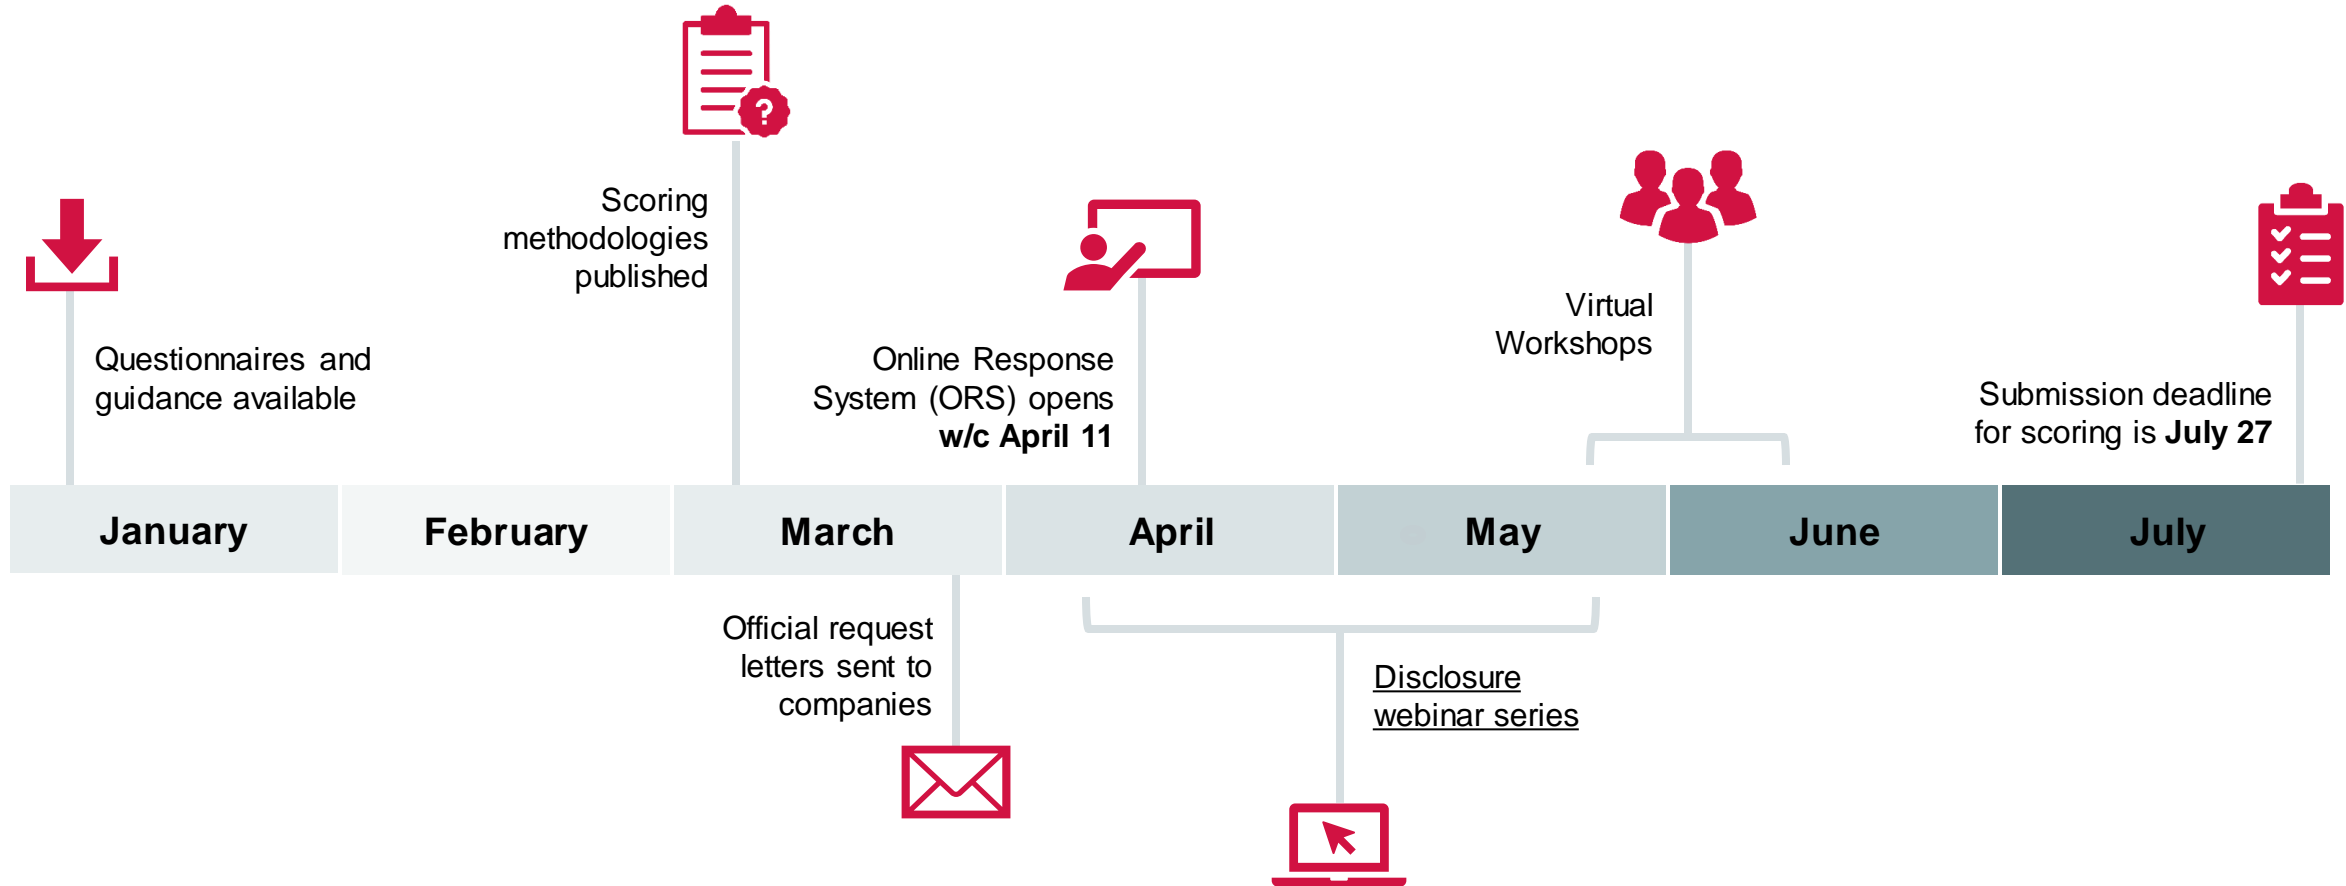 Scoring
methodologies
published
Questionnaires and
guidance available
Online Response
System (ORS) opens
w/c April 11
Virtual
Workshops
Submission deadline
for scoring is July 27
January
February
March
April
May
June
July
Official request
letters sent to
companies
Disclosure
webinar series
?